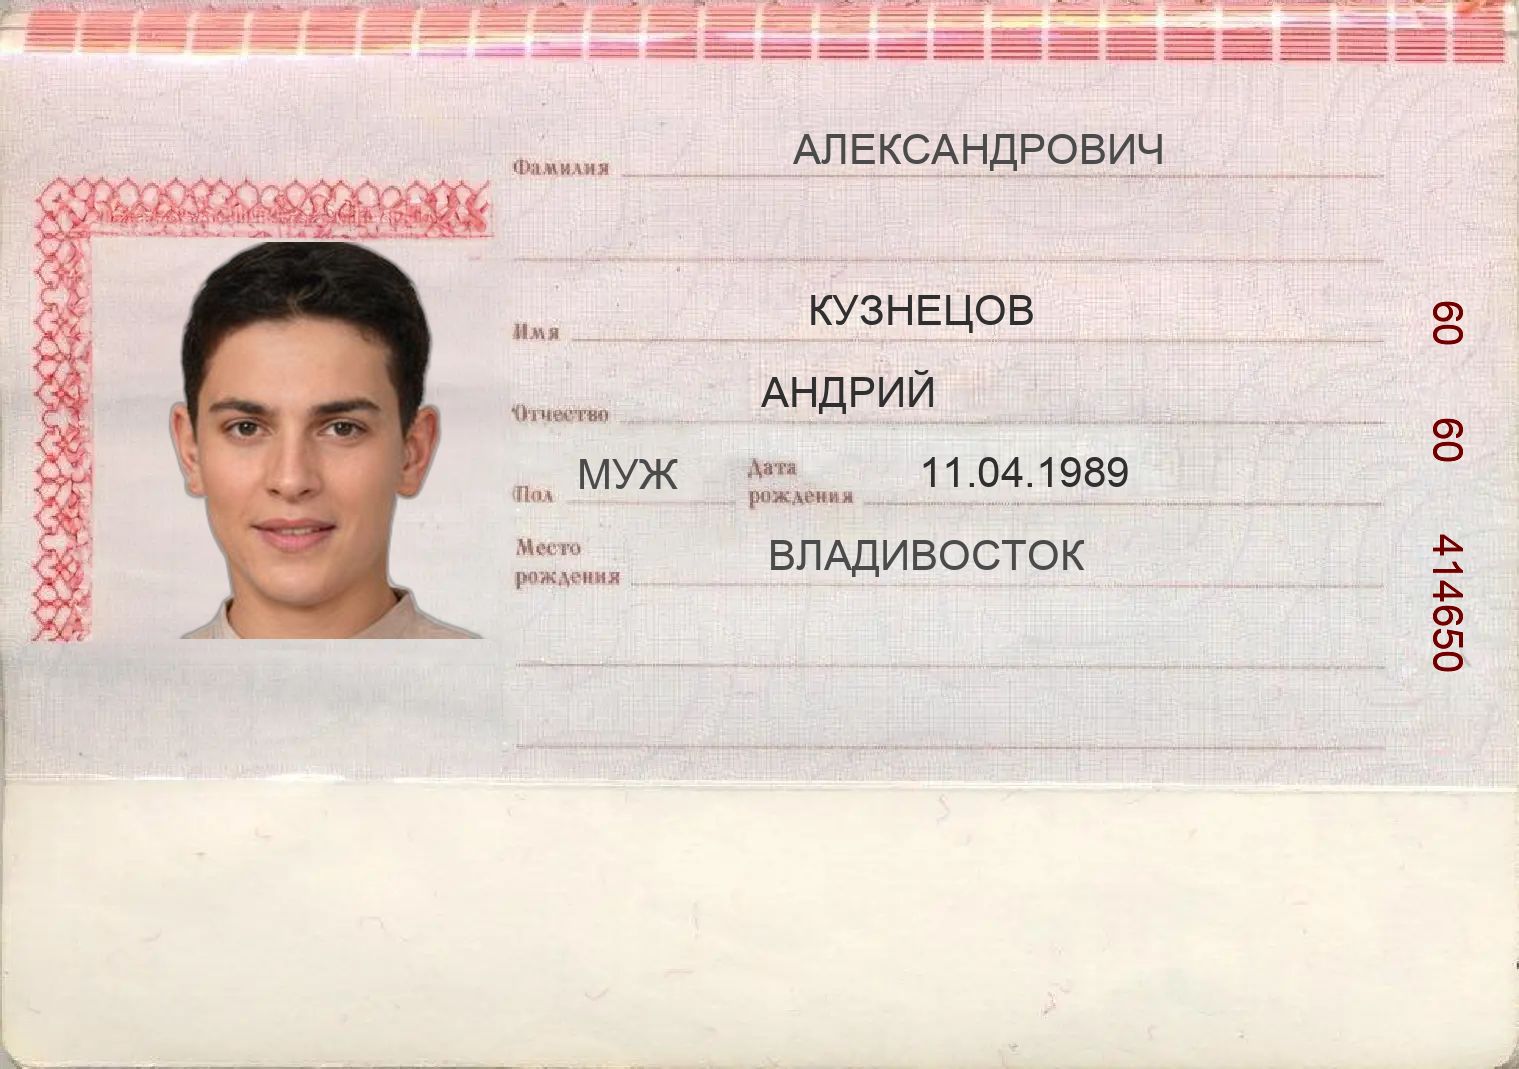 Фамилия АЛЕКСАНДРОВИЧ
Имя КУЗНЕЦОВ
Отчество АНДРИЙ
Пол МУЖ Дата рождения 11.04.1989
Место рождения ВЛАДИВОСТОК
60 60 414650